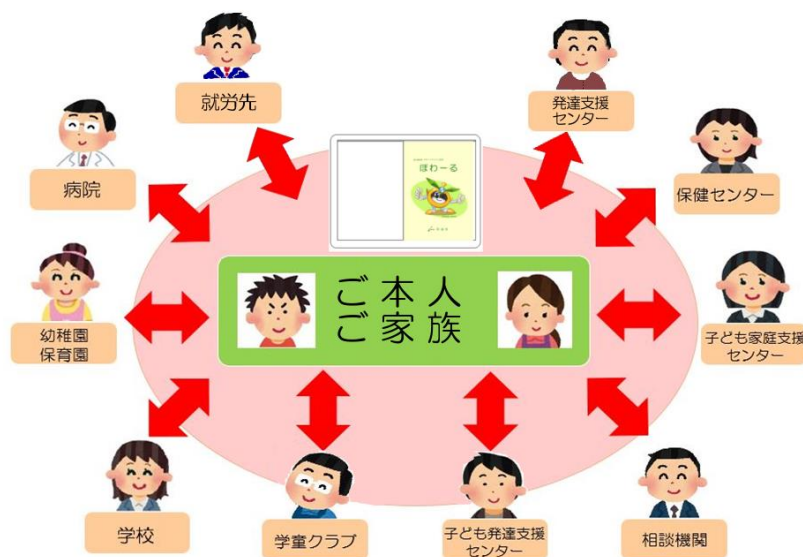 就労先
発達支援
センター
病院
ほわーる
保健センター
ご本人
ご家族
幼稚園
保育園
子ども家庭支援
センター
学校
学童クラブ
子ども発達支援
センター
相談機関